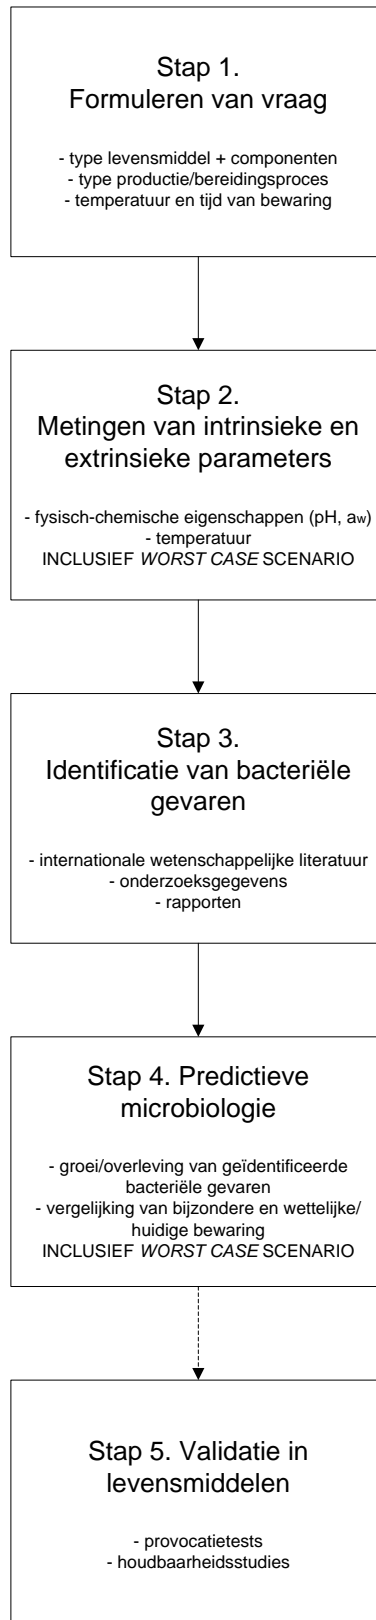 Stap 1.
Formuleren van vraag
- type levensmiddel + componenten
- type productie/bereidingsproces
- temperatuur en tijd van bewaring
Stap 2.
Metingen van intrinsieke en
extrinsieke parameters
- fysisch-chemische eigenschappen (pH, aw)
- temperatuur
INCLUSIEF WORST CASE SCENARIO
Stap 3.
Identificatie van bacteriële
gevaren
- internationale wetenschappelijke literatuur
- onderzoeksgegevens
- rapporten
Stap 4. Predictieve
microbiologie
- groei/overleving van geïdentificeerde
bacteriële gevaren
- vergelijking van bijzondere en wettelijke/
huidige bewaring
INCLUSIEF WORST CASE SCENARIO
Stap 5. Validatie in
levensmiddelen
- provocatietests
- houdbaarheidsstudies